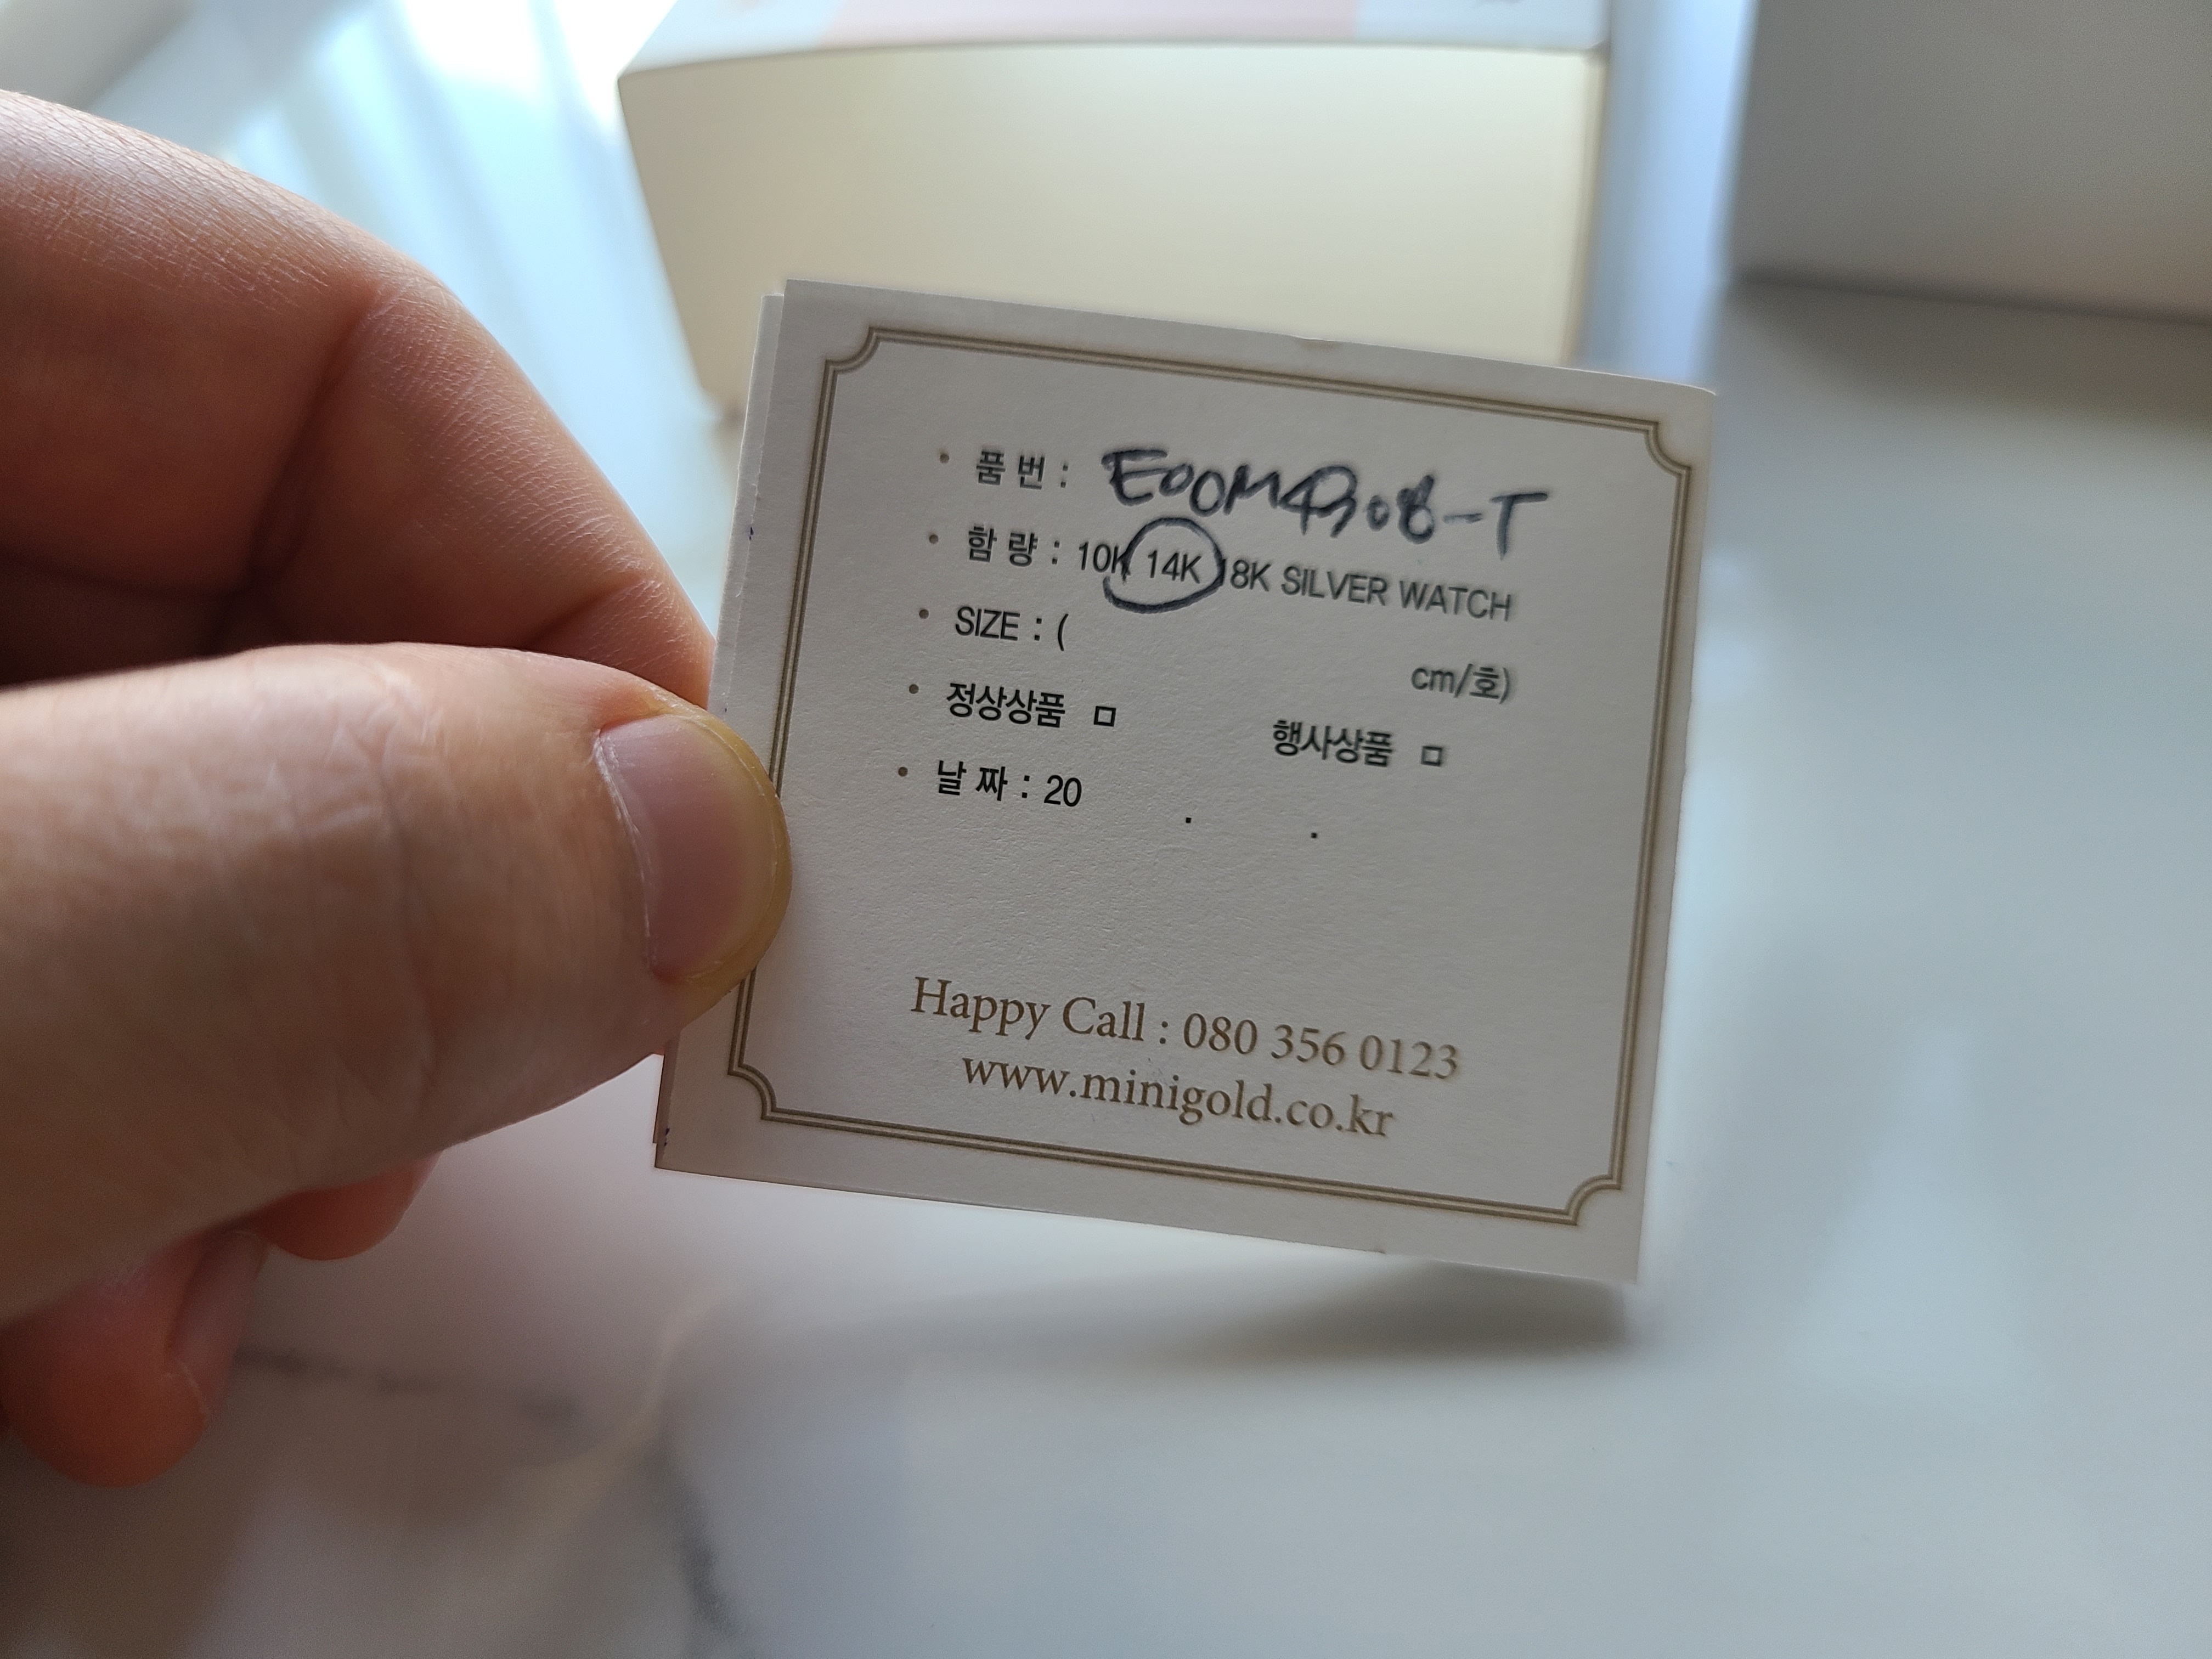 • 품 번 :
• 함 량 : 10K 14K 18K SILVER WATCH
• SIZE : ( cm/호)
• 정상상품 □ 행사상품 □
• 날 짜 : 20 . .
Happy Call : 080 356 0123
www.minigold.co.kr